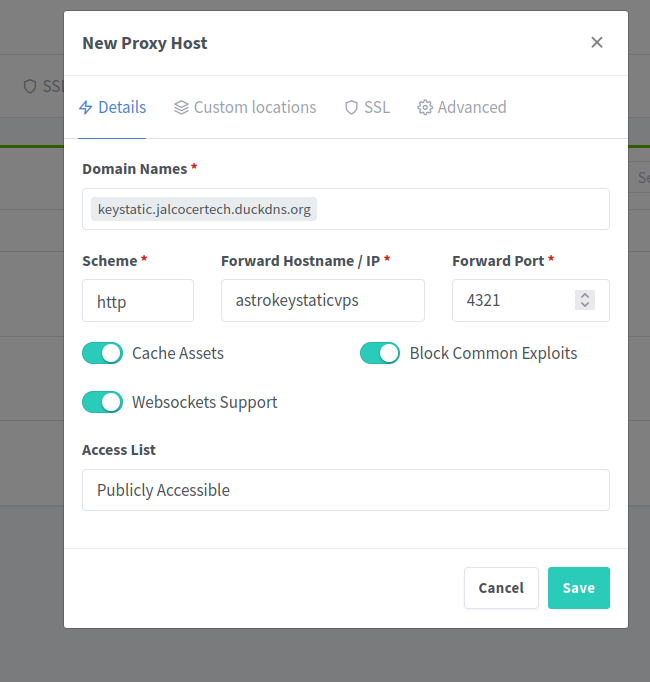 New Proxy Host
SSL
Details Custom locations SSL Advanced
Domain Names *
keystatic.jalcocertech.duckdns.org
Scheme * Forward Hostname / IP * Forward Port *
http astrokeystaticvps 4321
Cache Assets Block Common Exploits
Websockets Support
Access List
Publicly Accessible
Cancel Save